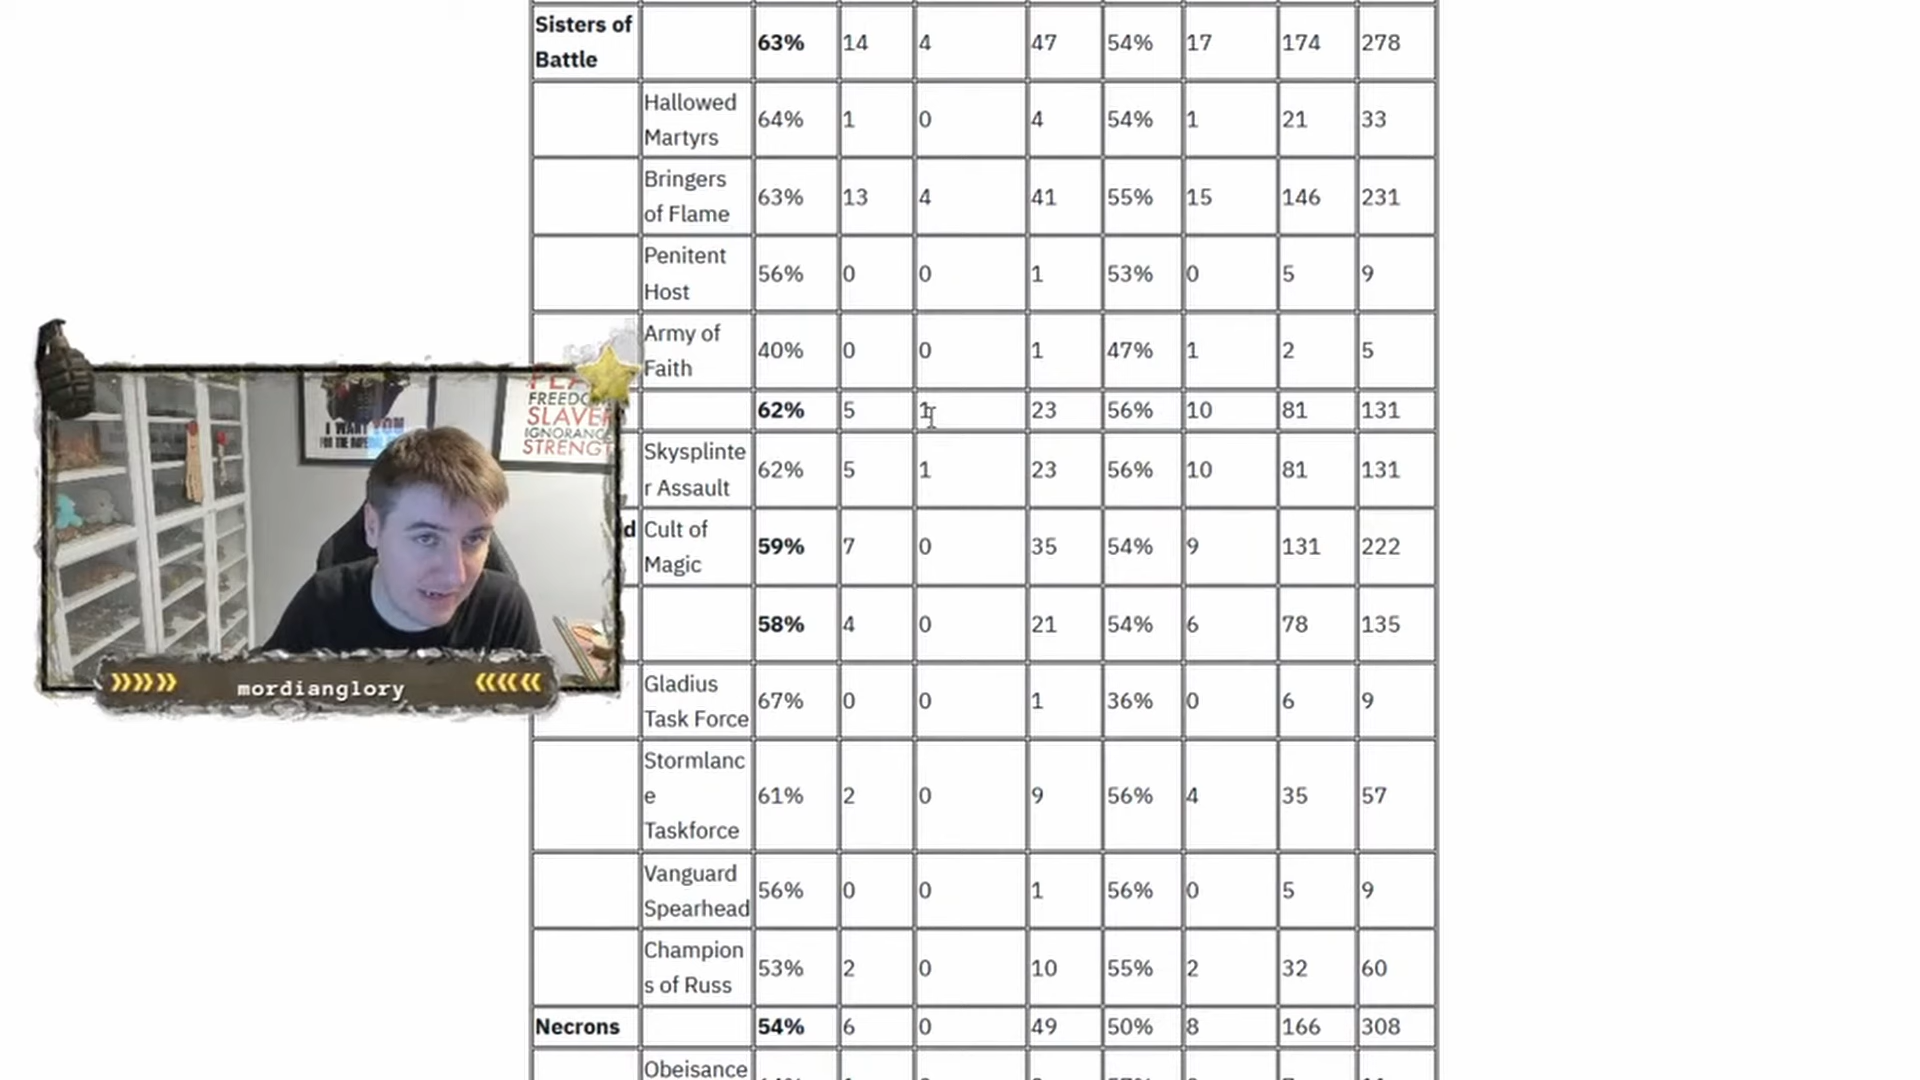 Sisters of
Battle
63% 14 4 47 54% 17 174 278
Hallowed
Martyrs
64% 1 0 4 54% 1 21 33
Bringers
of Flame
63% 13 4 41 55% 15 146 231
Penitent
Host
56% 0 0 1 53% 0 5 9
Army of
Faith
40% 0 0 1 47% 1 2 5
62% 5 1 23 56% 10 81 131
Skysplinte
r Assault
62% 5 1 23 56% 10 81 131
d
Cult of
Magic
59% 7 0 35 54% 9 131 222
58% 4 0 21 54% 6 78 135
Gladius
Task Force
67% 0 0 1 36% 0 6 9
Stormlanc
e
Taskforce
61% 2 0 9 56% 4 35 57
Vanguard
Spearhead
56% 0 0 1 56% 0 5 9
Champion
s of Russ
53% 2 0 10 55% 2 32 60
Necrons 54% 6 0 49 50% 8 166 308
Obeisance
I WANT YOU
FREEDOM
SLAVER
IGNORANCE
STRENGT
mordianglory